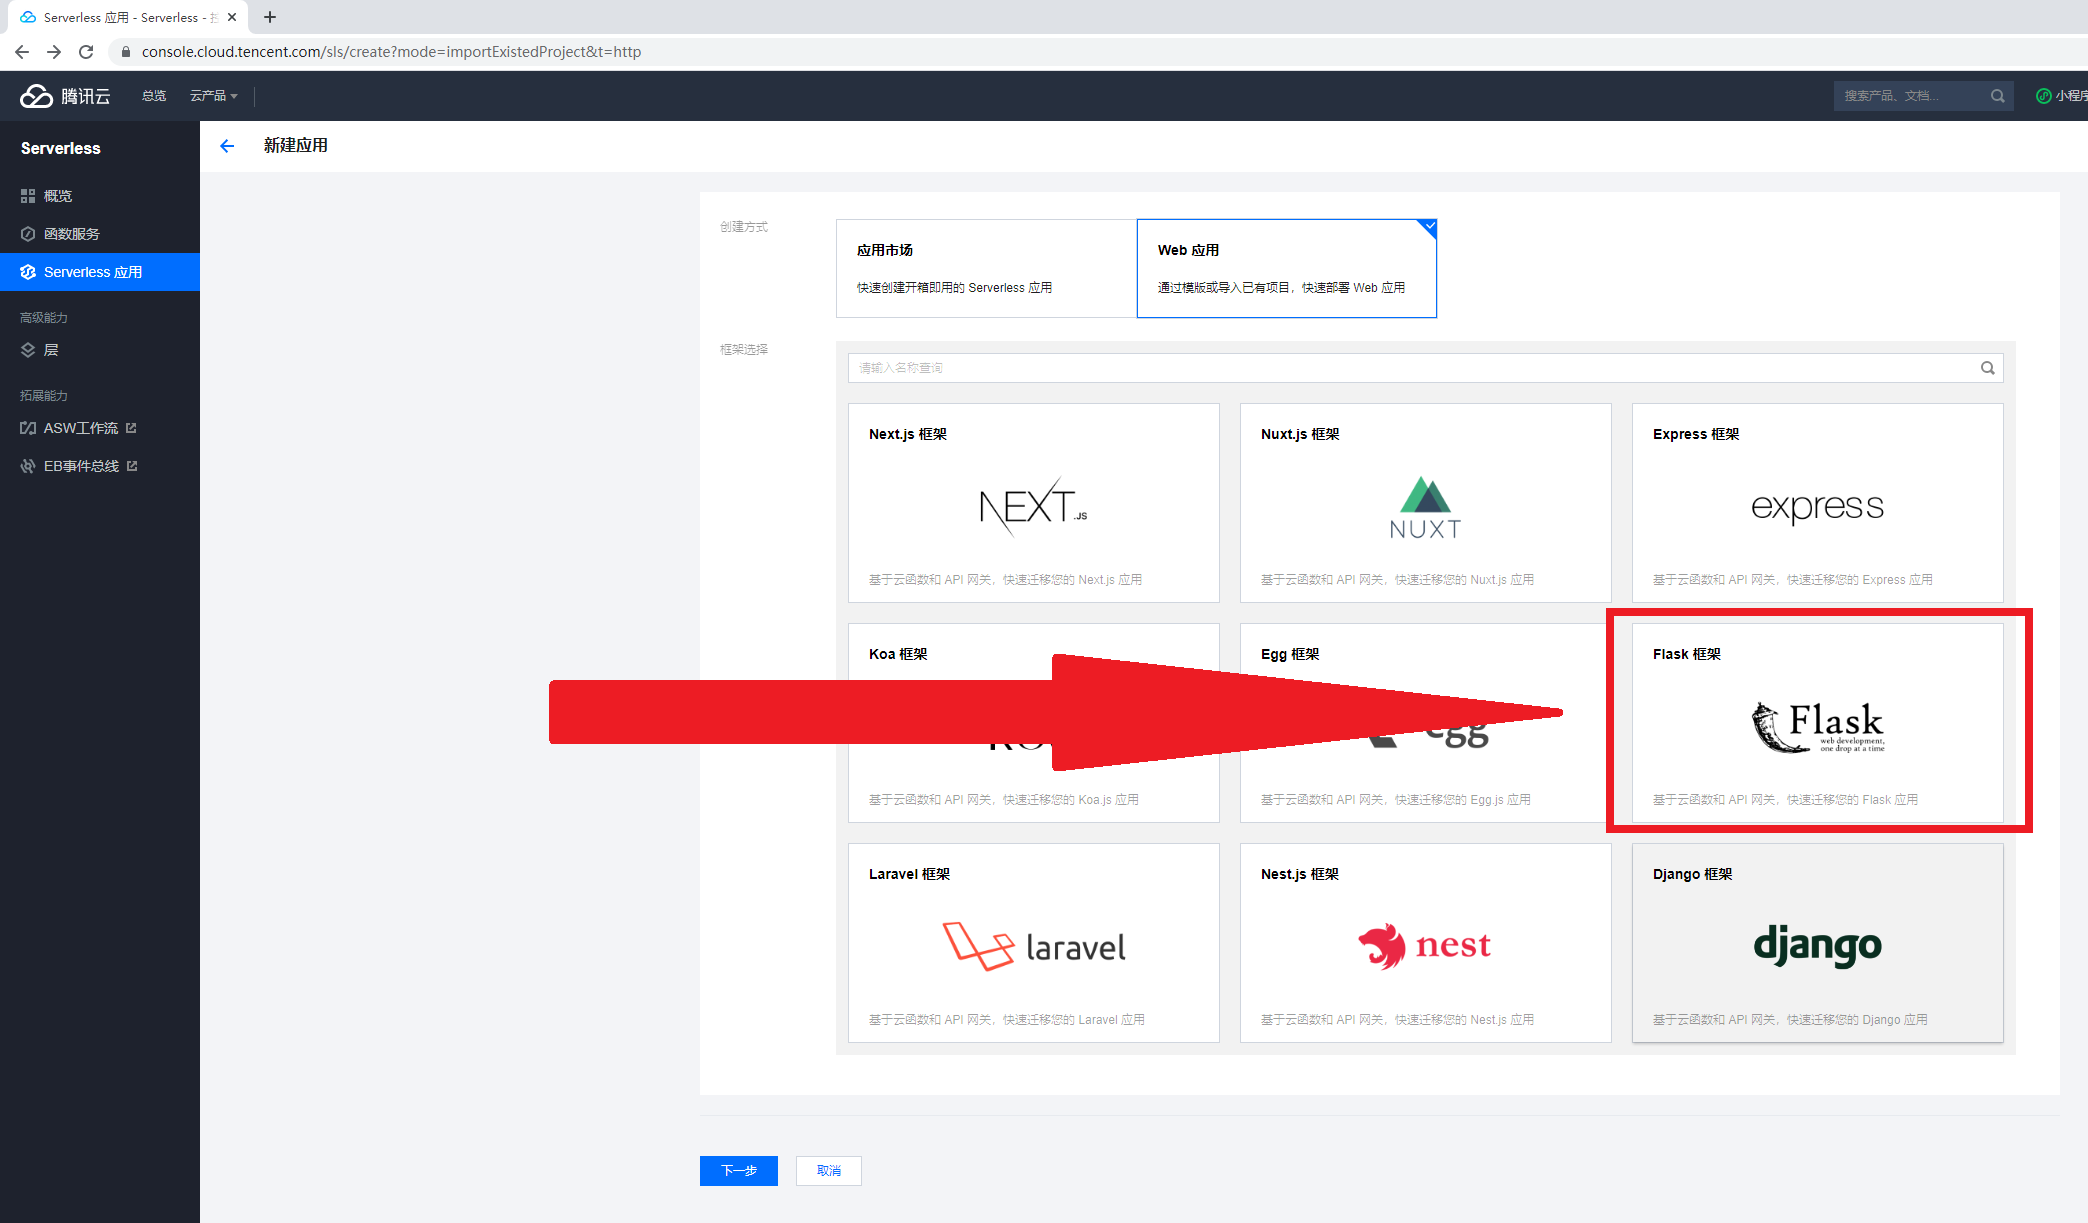 Serverless 应用 - Serverless -
console.cloud.tencent.com/sls/create?mode=importExistedProject&t=http
腾讯云
总览
云产品
搜索产品、文档...
小程序
Serverless
概览
函数服务
Serverless 应用
高级能力
层
拓展能力
ASW工作流
EB事件总线
新建应用
创建方式
应用市场
快速创建开箱即用的 Serverless 应用
Web 应用
通过模版或导入已有项目，快速部署 Web 应用
框架选择
请输入名称查询
Next.js 框架
NEXT.JS
基于云函数和 API 网关，快速迁移您的 Next.js 应用
Nuxt.js 框架
NUXT
基于云函数和 API 网关，快速迁移您的 Nuxt.js 应用
Express 框架
express
基于云函数和 API 网关，快速迁移您的 Express 应用
Koa 框架
基于云函数和 API 网关，快速迁移您的 Koa.js 应用
Egg 框架
egg
基于云函数和 API 网关，快速迁移您的 Egg.js 应用
Flask 框架
Flask
web development,
one drop at a time
基于云函数和 API 网关，快速迁移您的 Flask 应用
Laravel 框架
laravel
基于云函数和 API 网关，快速迁移您的 Laravel 应用
Nest.js 框架
nest
基于云函数和 API 网关，快速迁移您的 Nest.js 应用
Django 框架
django
基于云函数和 API 网关，快速迁移您的 Django 应用
下一步
取消